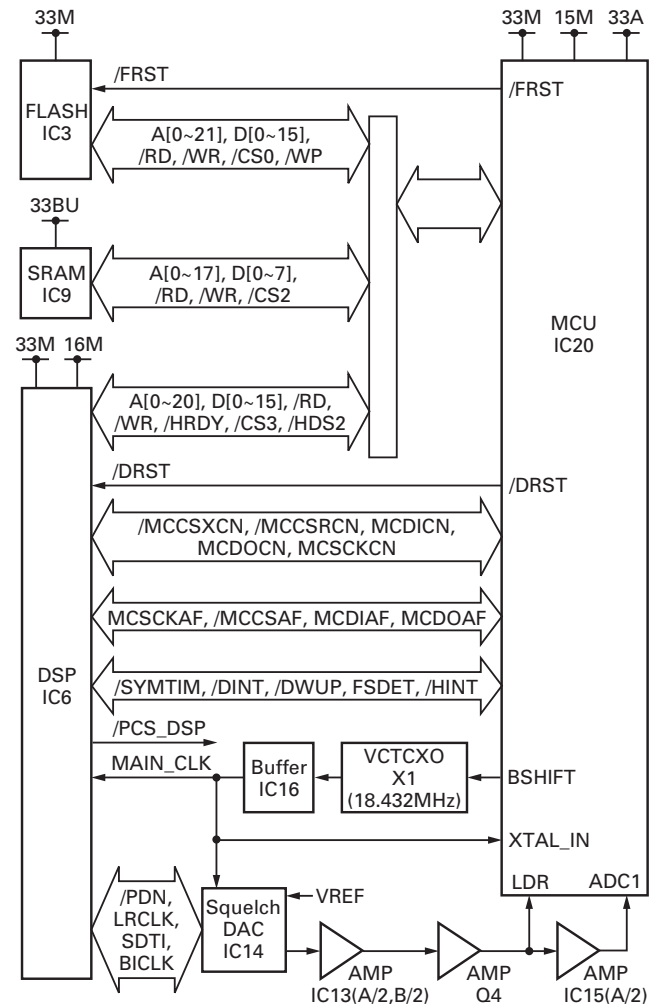 33M
33M 15M 33A
/FRST
/FRST
FLASH
IC3
A[0~21], D[0~15],
/RD, /WR, /CS0, /WP
33BU
SRAM
IC9
A[0~17], D[0~7],
/RD, /WR, /CS2
MCU
IC20
33M 16M
A[0~20], D[0~15], /RD,
/WR, /HRDY, /CS3, /HDS2
/DRST
/DRST
/MCCSXCN, /MCCSRCN, MCDICN,
MCDOCN, MCSCKCN
MCSCKAF, /MCCSAF, MCDIAF, MCDOAF
DSP
IC6
/SYMTIM, /DINT, /DWUP, FSDET, /HINT
/PCS_DSP
MAIN_CLK
Buffer
IC16
VCTCXO
X1
(18.432MHz)
BSHIFT
XTAL_IN
LDR ADC1
/PDN,
LRCLK,
SDTI,
BICLK
Squelch
DAC
IC14
VREF
AMP
IC13(A/2,B/2)
AMP
Q4
AMP
IC15(A/2)